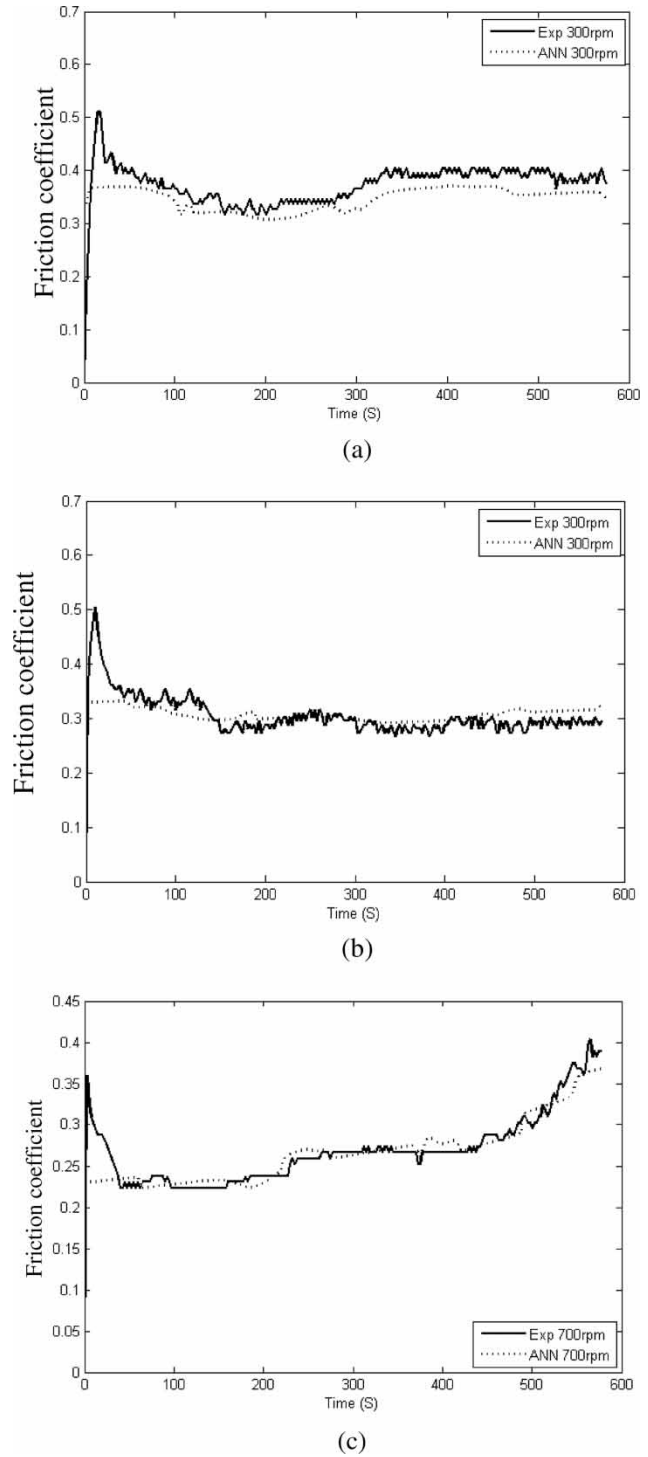 0.7
Exp 300rpm
ANN 300rpm
0.6
0.5
0.4
0.3
0.2
0.1
0
Friction coefficient
0 100 200 300 400 500 600
Time (S)
(a)
0.7
Exp 300rpm
ANN 300rpm
0.6
0.5
0.4
0.3
0.2
0.1
0
Friction coefficient
0 100 200 300 400 500 600
Time (S)
(b)
0.45
0.4
0.35
0.3
0.25
0.2
0.15
0.1
0.05
0
Friction coefficient
Exp 700rpm
ANN 700rpm
0 100 200 300 400 500 600
Time (S)
(c)